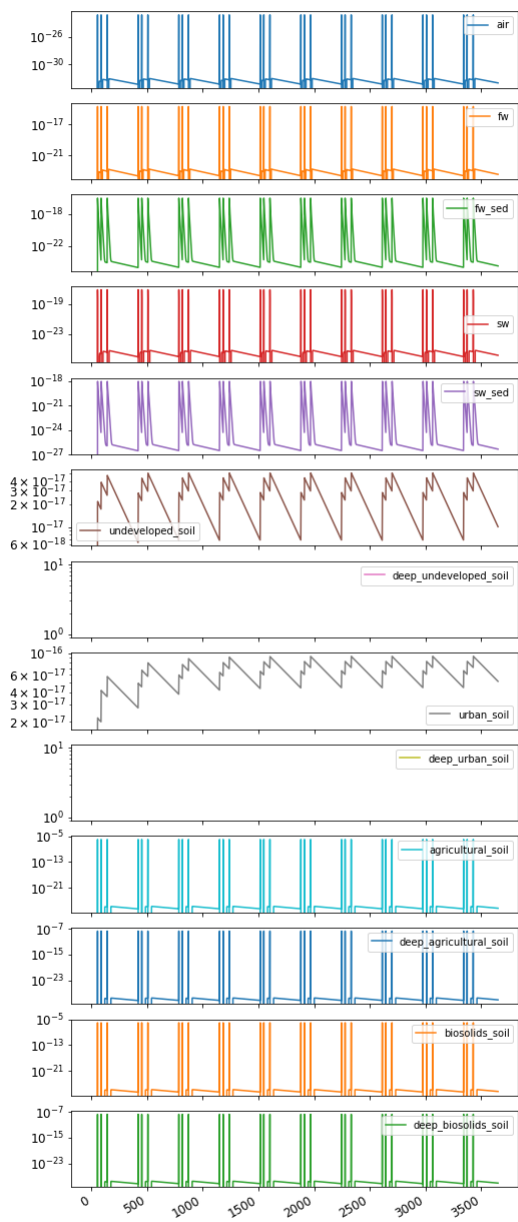 air
10⁻²⁶
10⁻³⁰
fw
10⁻¹⁷
10⁻²¹
fw_sed
10⁻¹⁸
10⁻²²
sw
10⁻¹⁹
10⁻²³
sw_sed
10⁻¹⁸
10⁻²¹
10⁻²⁴
10⁻²⁷
4 × 10⁻¹⁷
3 × 10⁻¹⁷
2 × 10⁻¹⁷
10⁻¹⁷
6 × 10⁻¹⁸
undeveloped_soil
10¹
deep_undeveloped_soil
10⁰
10⁻¹⁶
6 × 10⁻¹⁷
4 × 10⁻¹⁷
3 × 10⁻¹⁷
2 × 10⁻¹⁷
urban_soil
10¹
deep_urban_soil
10⁰
10⁻⁵
agricultural_soil
10⁻¹³
10⁻²¹
10⁻⁷
deep_agricultural_soil
10⁻¹⁵
10⁻²³
10⁻⁵
biosolids_soil
10⁻¹³
10⁻²¹
10⁻⁷
deep_biosolids_soil
10⁻¹⁵
10⁻²³
0 500 1000 1500 2000 2500 3000 3500